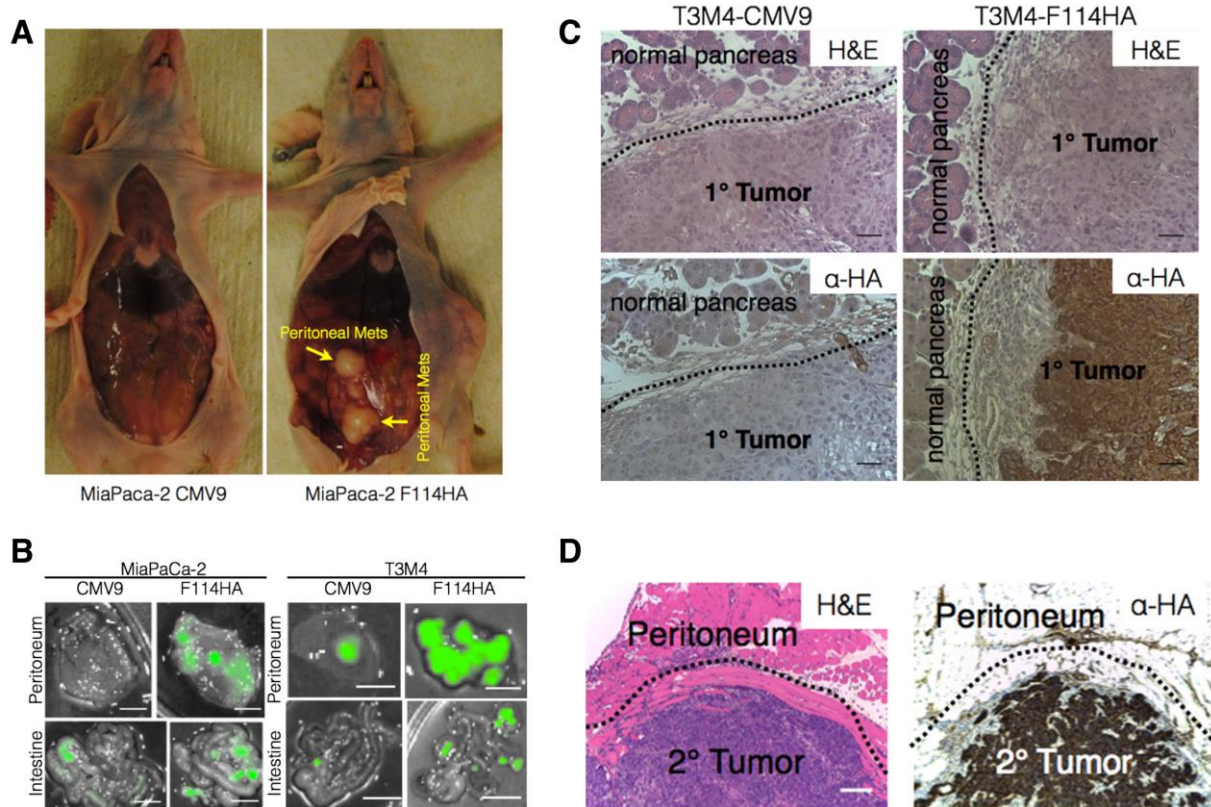 A
Peritoneal Mets
Peritoneal Mets
MiaPaca-2 CMV9
MiaPaca-2 F114HA
B
MiaPaCa-2
T3M4
CMV9
F114HA
CMV9
F114HA
Peritoneum
Peritoneum
Intestine
Intestine
C
T3M4-CMV9
T3M4-F114HA
normal pancreas
H&E
1° Tumor
normal pancreas
H&E
1° Tumor
normal pancreas
α-HA
1° Tumor
normal pancreas
α-HA
1° Tumor
D
H&E
Peritoneum
2° Tumor
Peritoneum
α-HA
2° Tumor